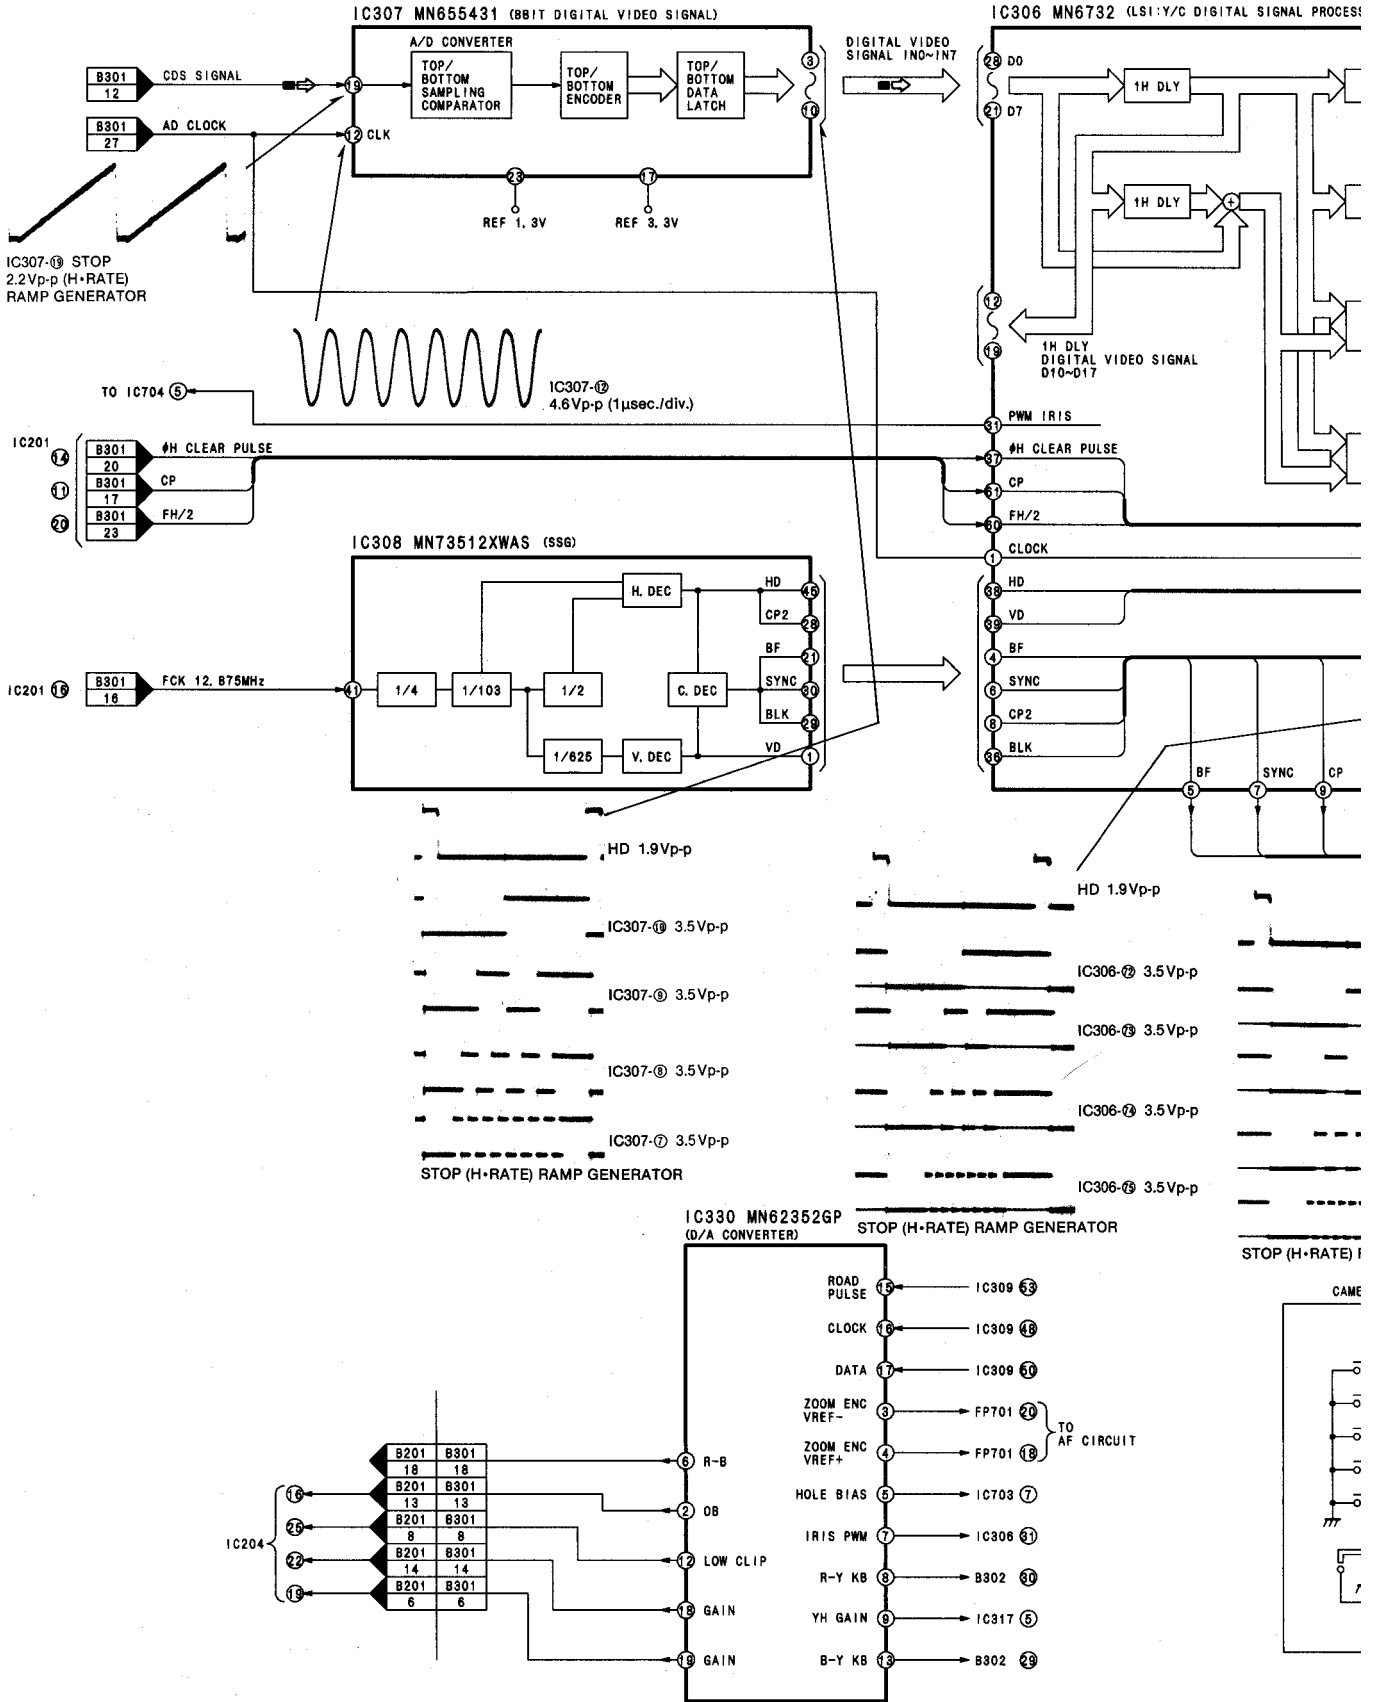 IC307 MN655431 (8BIT DIGITAL VIDEO SIGNAL)
IC306 MN6732 (LSI:Y/C DIGITAL SIGNAL PROCESS
A/D CONVERTER
TOP/
BOTTOM
SAMPLING
COMPARATOR
TOP/
BOTTOM
ENCODER
TOP/
BOTTOM
DATA
LATCH
B301
12
CDS SIGNAL
19
B301
27
AD CLOCK
12 CLK
3
10
DIGITAL VIDEO
SIGNAL IN0~IN7
28 D0
21 D7
1H DLY
1H DLY
+
23
17
REF 1.3V
REF 3.3V
IC307-⑲ STOP
2.2Vp-p (H•RATE)
RAMP GENERATOR
12
19
1H DLY
DIGITAL VIDEO SIGNAL
D10~D17
IC307-⑫
4.6Vp-p (1µsec./div.)
TO IC704 ⑤
31 PWM IRIS
IC201
14
B301
20
φH CLEAR PULSE
37 φH CLEAR PULSE
11
B301
17
CP
61 CP
20
B301
23
FH/2
60 FH/2
1 CLOCK
IC308 MN73512XWAS (SSG)
H.DEC
HD 45
CP2 28
BF 21
SYNC 30
BLK 29
VD 1
38 HD
39 VD
4 BF
6 SYNC
8 CP2
36 BLK
IC201 ⑯
B301
16
FCK 12.875MHz
41
1/4
1/103
1/2
C.DEC
1/625
V.DEC
BF
SYNC
CP
5
7
9
HD 1.9Vp-p
IC307-⑩ 3.5Vp-p
IC307-⑨ 3.5Vp-p
IC307-⑧ 3.5Vp-p
IC307-⑦ 3.5Vp-p
STOP (H•RATE) RAMP GENERATOR
HD 1.9Vp-p
IC306-72 3.5Vp-p
IC306-73 3.5Vp-p
IC306-74 3.5Vp-p
IC306-75 3.5Vp-p
STOP (H•RATE) RAMP GENERATOR
STOP (H•RATE)
IC330 MN62352GP
(D/A CONVERTER)
CAME
ROAD
PULSE
15 IC309 53
CLOCK 16 IC309 48
DATA 17 IC309 50
ZOOM ENC
VREF-
3 FP701 20
ZOOM ENC
VREF+
4 FP701 18
TO
AF CIRCUIT
HOLE BIAS 5 IC703 7
IRIS PWM 7 IC306 31
R-Y KB 8 B302 30
YH GAIN 9 IC317 5
B-Y KB 13 B302 29
B201 B301
18 18
6 R-B
IC204
16
B201 B301
13 13
2 OB
25
B201 B301
8 8
12 LOW CLIP
22
B201 B301
14 14
18 GAIN
19
B201 B301
6 6
19 GAIN